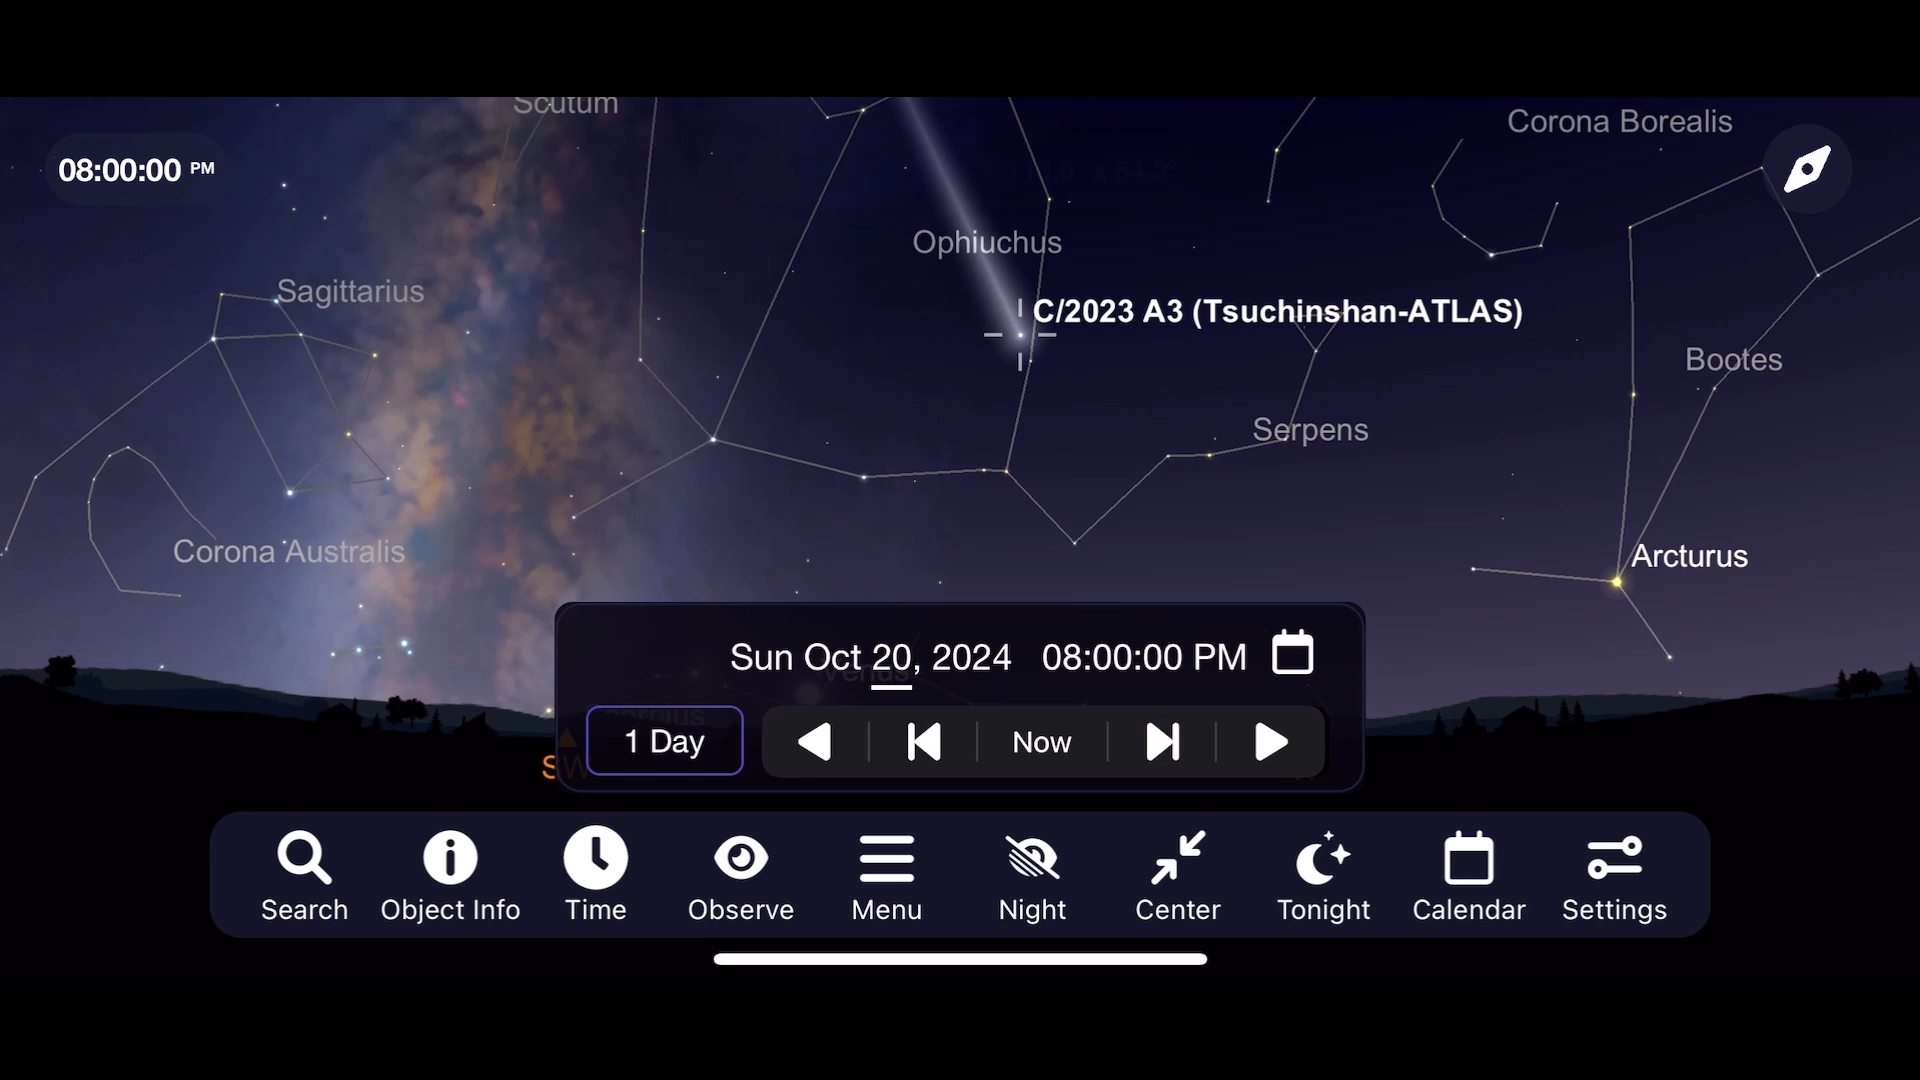 Scutum
Corona Borealis
08:00:00 PM
Ophiuchus
Sagittarius
C/2023 A3 (Tsuchinshan-ATLAS)
Bootes
Serpens
Corona Australis
Arcturus
Sun Oct 20, 2024 08:00:00 PM
Venus
1 Day
Now
SW
Search
Object Info
Time
Observe
Menu
Night
Center
Tonight
Calendar
Settings